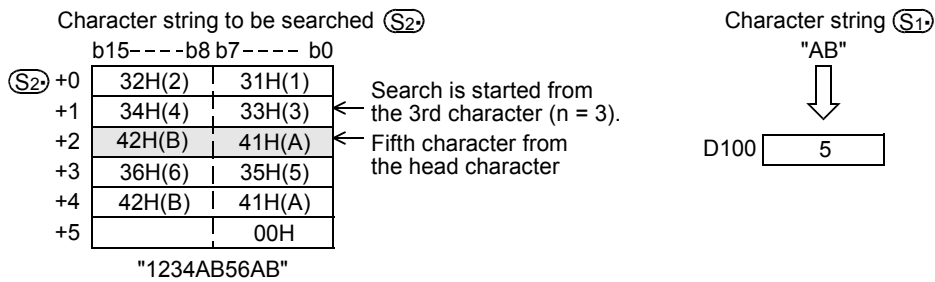 Character string to be searched (S2•)
b15----b8 b7---- b0
(S2•) +0 32H(2) 31H(1)
+1 34H(4) 33H(3)
+2 42H(B) 41H(A)
+3 36H(6) 35H(5)
+4 42H(B) 41H(A)
+5 00H
"1234AB56AB"
Search is started from
the 3rd character (n = 3).
Fifth character from
the head character
Character string (S1•)
"AB"
D100 5